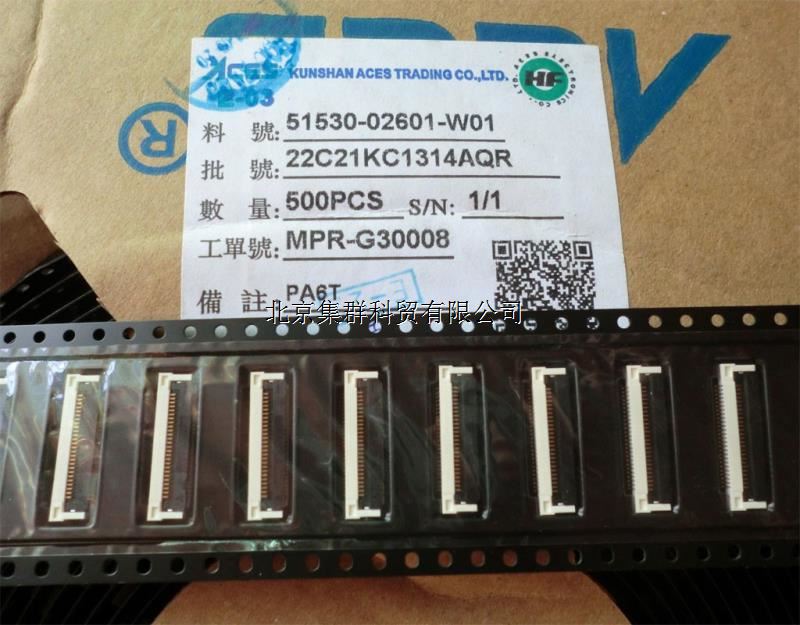 ACES KUNSHAN ACES TRADING CO.,LTD.
HF
R-03
料 號: 51530-02601-W01
批 號: 22C21KC1314AQR
數 量: 500PCS S/N: 1/1
工單號: MPR-G30008
備 註: PA6T
北京集群科贸有限公司
®